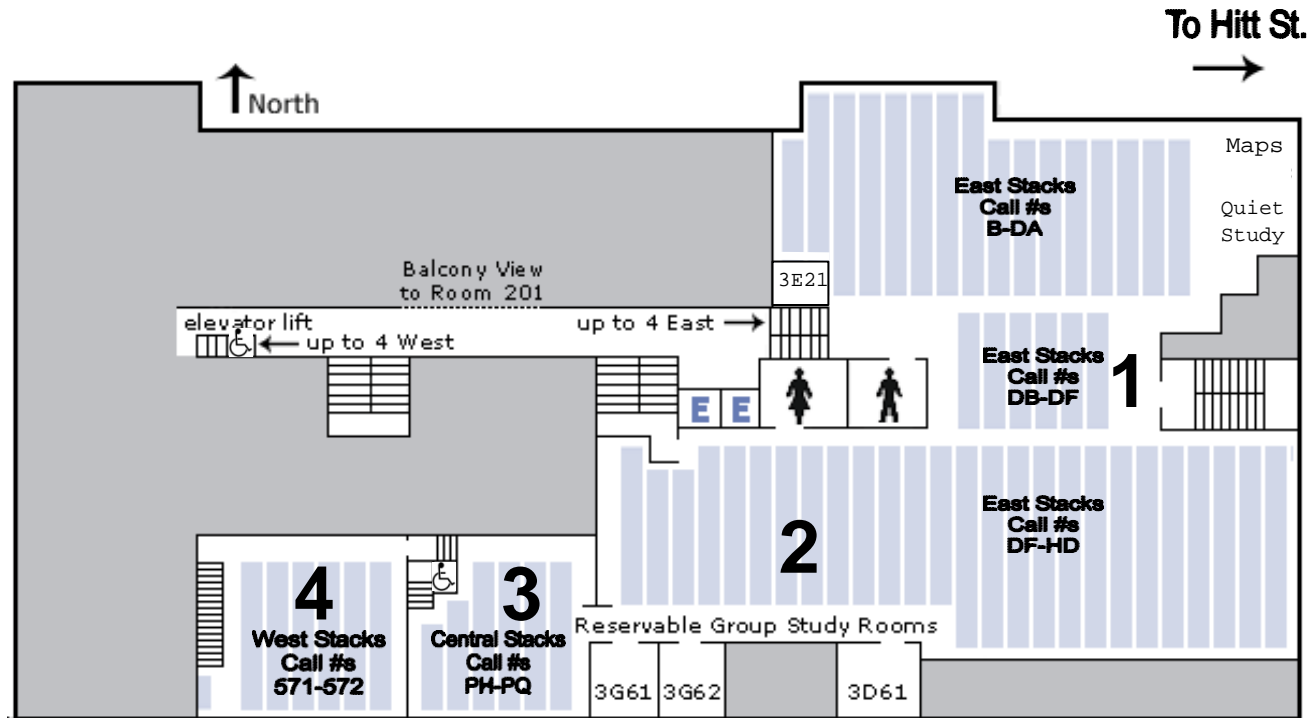 To Hitt St.
North
Maps
East Stacks
Call #s
B-DA
Quiet
Study
Balcony View
to Room 201
3E21
elevator lift
up to 4 West
up to 4 East
East Stacks
Call #s
DB-DF
1
E E
East Stacks
Call #s
DF-HD
2
3
4
West Stacks
Call #s
571-572
Central Stacks
Call #s
PH-PQ
Reservable Group Study Rooms
3G61 3G62 3D61